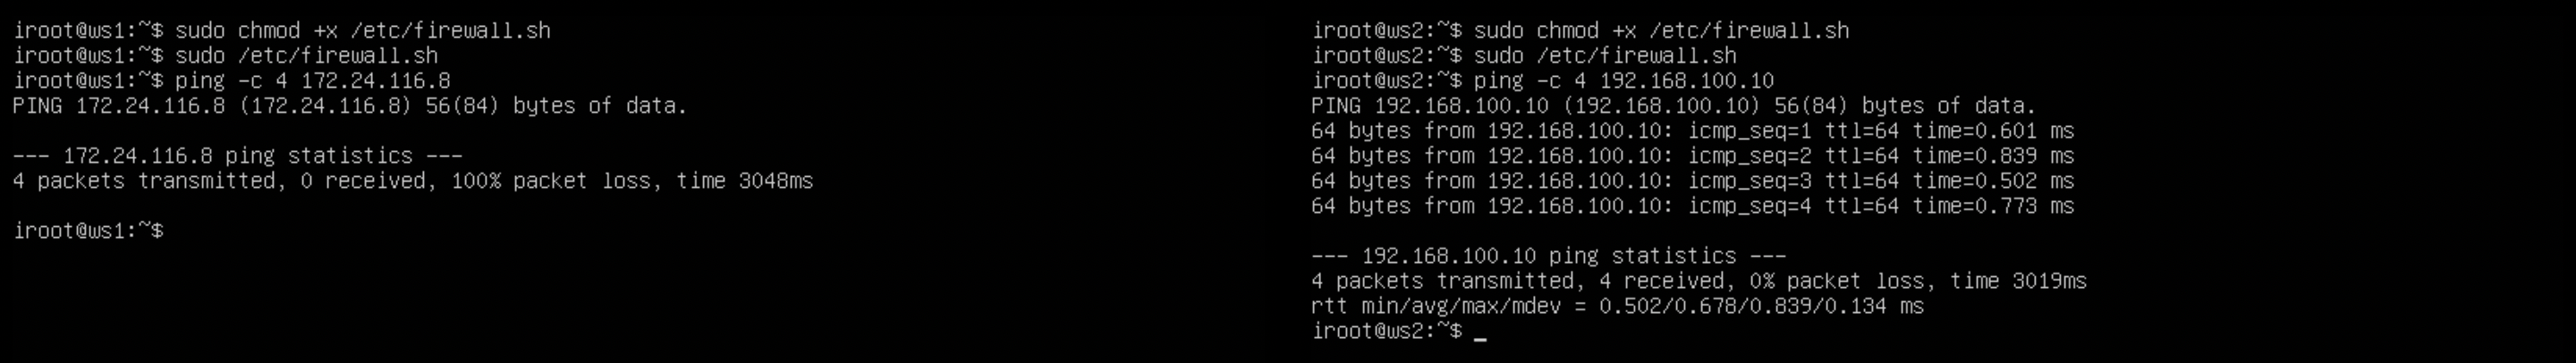 iroot@ws1:~$ sudo chmod +x /etc/firewall.sh
iroot@ws1:~$ sudo /etc/firewall.sh
iroot@ws1:~$ ping -c 4 172.24.116.8
PING 172.24.116.8 (172.24.116.8) 56(84) bytes of data.

--- 172.24.116.8 ping statistics ---
4 packets transmitted, 0 received, 100% packet loss, time 3048ms

iroot@ws1:~$
iroot@ws2:~$ sudo chmod +x /etc/firewall.sh
iroot@ws2:~$ sudo /etc/firewall.sh
iroot@ws2:~$ ping -c 4 192.168.100.10
PING 192.168.100.10 (192.168.100.10) 56(84) bytes of data.
64 bytes from 192.168.100.10: icmp_seq=1 ttl=64 time=0.601 ms
64 bytes from 192.168.100.10: icmp_seq=2 ttl=64 time=0.839 ms
64 bytes from 192.168.100.10: icmp_seq=3 ttl=64 time=0.502 ms
64 bytes from 192.168.100.10: icmp_seq=4 ttl=64 time=0.773 ms

--- 192.168.100.10 ping statistics ---
4 packets transmitted, 4 received, 0% packet loss, time 3019ms
rtt min/avg/max/mdev = 0.502/0.678/0.839/0.134 ms
iroot@ws2:~$ _